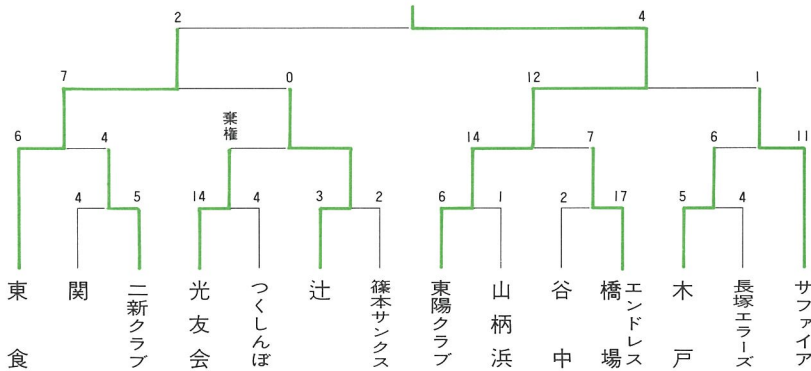 2 4
7 0 12 1
棄権
6 4 14 7 6 11
4 5 14 4 3 2 6 1 2 17 5 4
東食
関
二新クラブ
光友会
つくしんぼ
辻
篠本サンクス
東陽クラブ
山柄浜
谷中
橋場エンドレス
木戸
長塚エラーズ
サファイア